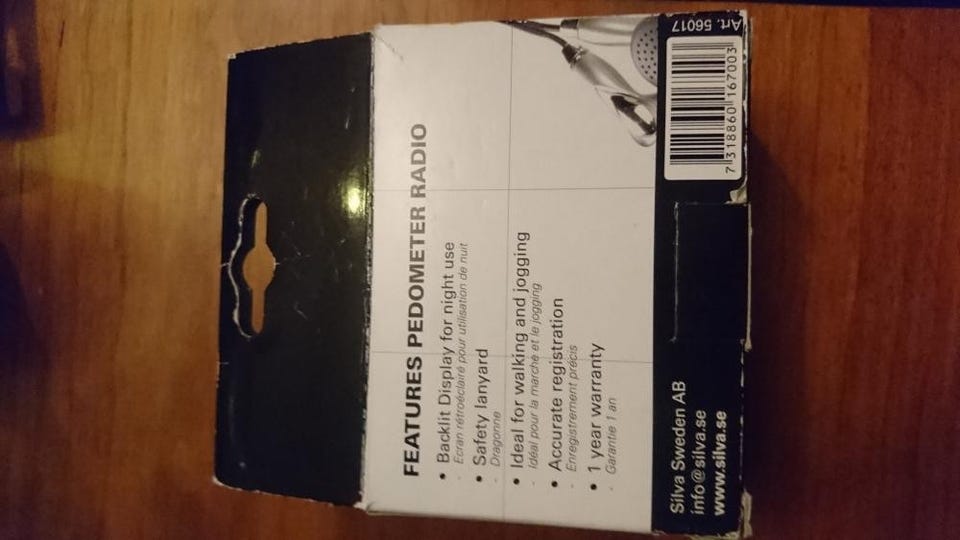 FEATURES PEDOMETER RADIO
• Backlit Display for night use
- Ecran rétroéclairé pour utilisation de nuit
• Safety lanyard
- Dragonne
• Ideal for walking and jogging
- Idéal pour la marche et le jogging
• Accurate registration
- Enregistrement précis
• 1 year warranty
- Garantie 1 an
Silva Sweden AB
info@silva.se
www.silva.se
Art. 56017
7 318860 167003